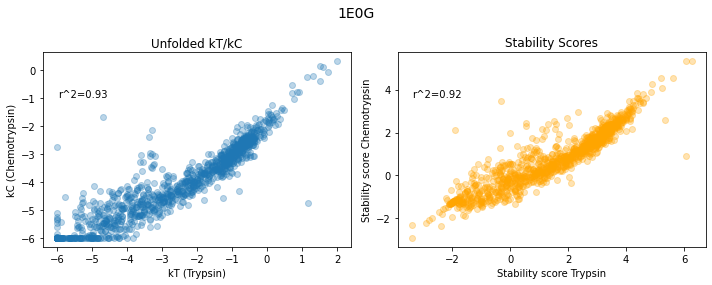 1E0G
Unfolded kT/kC
r^2=0.93
kC (Chemotrypsin)
0
−1
−2
−3
−4
−5
−6
−6 −5 −4 −3 −2 −1 0 1 2
kT (Trypsin)
Stability Scores
r^2=0.92
Stability score Chemotrypsin
4
2
0
−2
−2 0 2 4 6
Stability score Trypsin